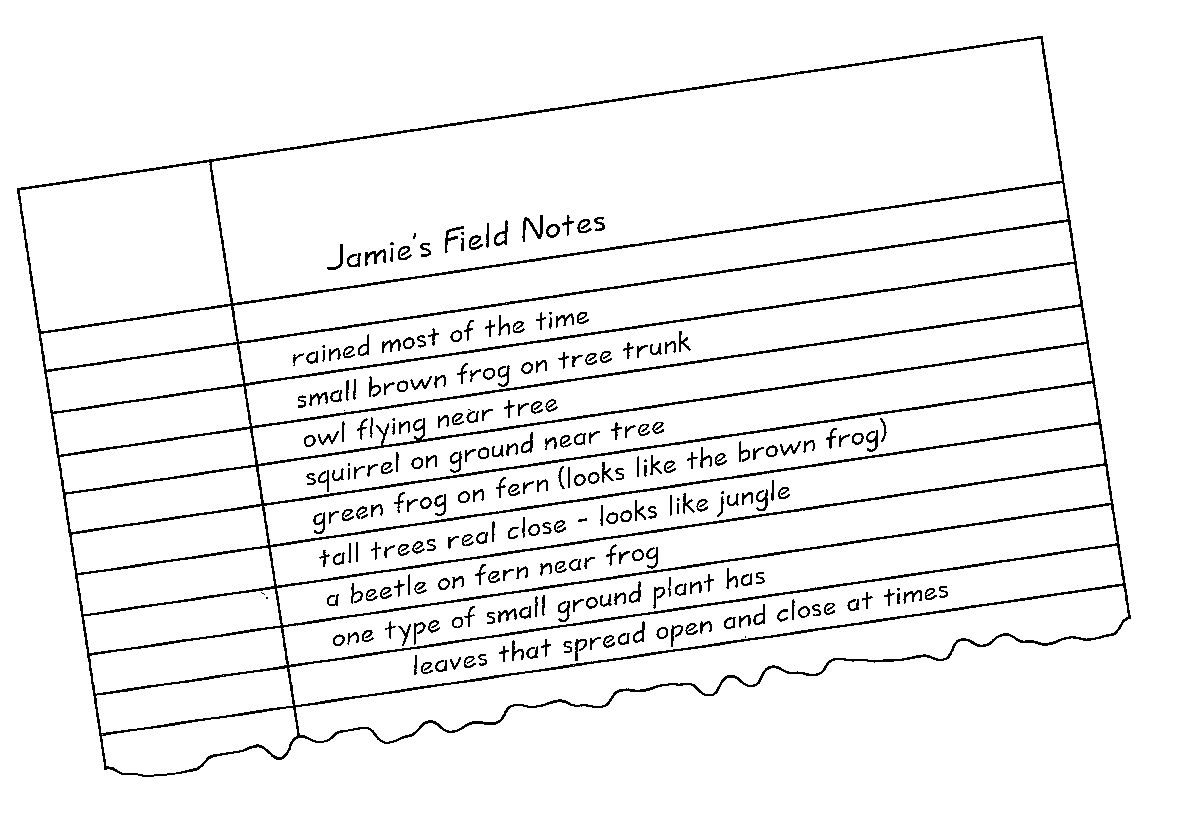 Jamie's Field Notes
rained most of the time
small brown frog on tree trunk
owl flying near tree
squirrel on ground near tree
green frog on fern (looks like the brown frog)
tall trees real close - looks like jungle
a beetle on fern near frog
one type of small ground plant has
leaves that spread open and close at times